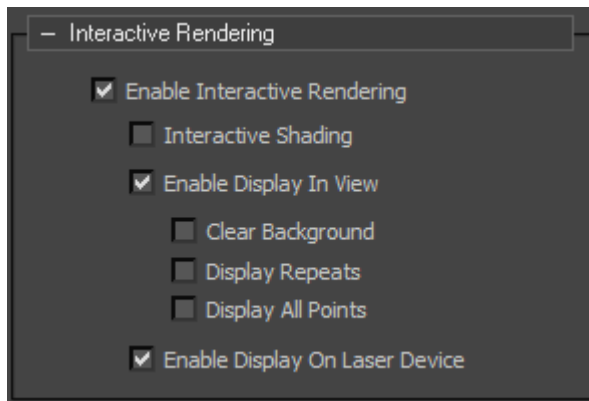 – Interactive Rendering
Enable Interactive Rendering
Interactive Shading
Enable Display In View
Clear Background
Display Repeats
Display All Points
Enable Display On Laser Device